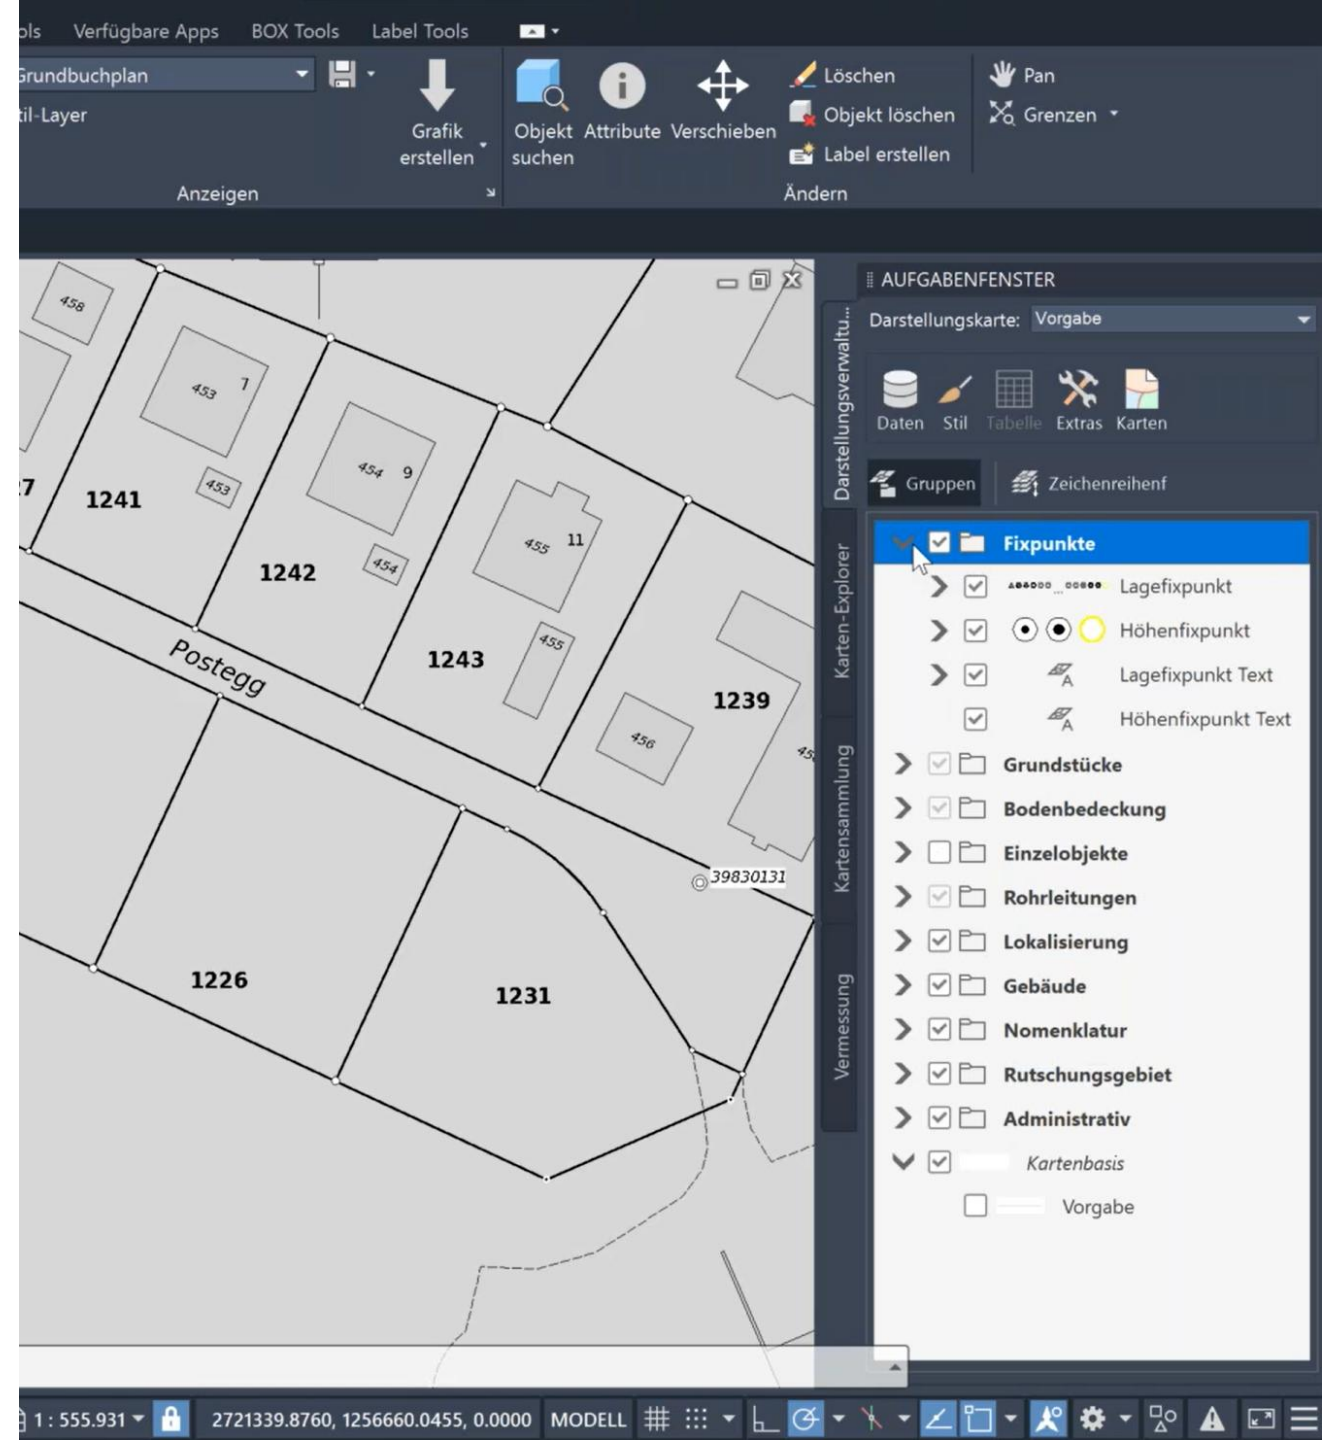 ols Verfügbare Apps BOX Tools Label Tools
Grundbuchplan
til-Layer
Grafik erstellen
Objekt suchen
Attribute
Verschieben
Löschen
Objekt löschen
Label erstellen
Pan
Grenzen
Anzeigen
Ändern
458
453
7
453
1241
454
9
454
1242
455
11
455
1243
456
1239
Postegg
39830131
1226
1231
AUFGABENFENSTER
Darstellungskarte: Vorgabe
Daten Stil Tabelle Extras Karten
Gruppen Zeichenreihenf
Darstellungsverwaltu...
Karten-Explorer
Kartensammlung
Vermessung
Fixpunkte
Lagefixpunkt
Höhenfixpunkt
Lagefixpunkt Text
Höhenfixpunkt Text
Grundstücke
Bodenbedeckung
Einzelobjekte
Rohrleitungen
Lokalisierung
Gebäude
Nomenklatur
Rutschungsgebiet
Administrativ
Kartenbasis
Vorgabe
1 : 555.931 2721339.8760, 1256660.0455, 0.0000 MODELL